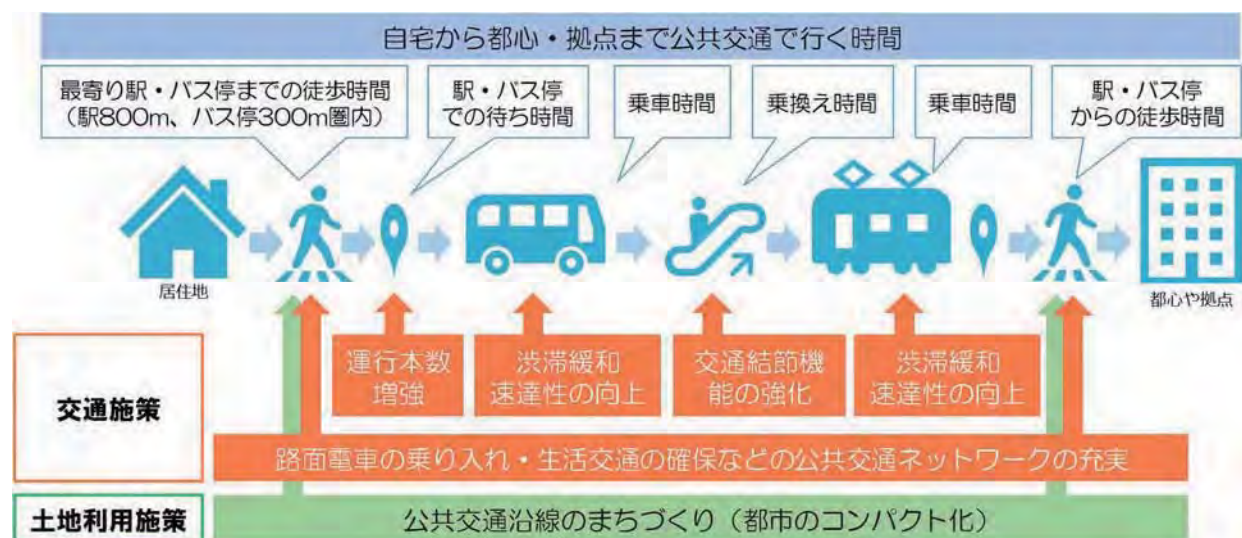 自宅から都心・拠点まで公共交通で行く時間
最寄り駅・バス停までの徒歩時間
（駅800m、バス停300m圏内）
駅・バス停
での待ち時間
乗車時間
乗換え時間
乗車時間
駅・バス停
からの徒歩時間
居住地
都心や拠点
交通施策
運行本数
増強
渋滞緩和
速達性の向上
交通結節機
能の強化
渋滞緩和
速達性の向上
路面電車の乗り入れ・生活交通の確保などの公共交通ネットワークの充実
土地利用施策
公共交通沿線のまちづくり（都市のコンパクト化）